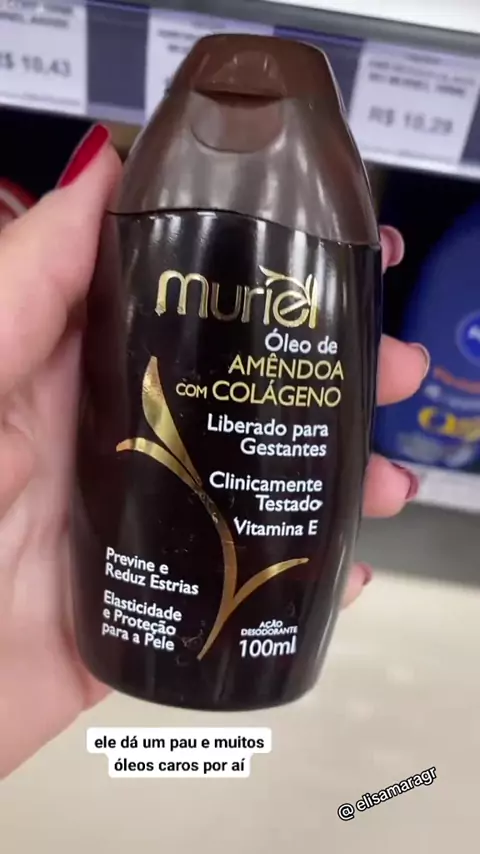 R$ 10,43
R$ 10,29
muriel
Óleo de
AMÊNDOA
COM COLÁGENO
Liberado para
Gestantes
Clinicamente
Testado
Vitamina E
Previne e
Reduz Estrias
Elasticidade
e Proteção
para a Pele
AÇÃO
DESODORANTE
100ml
ele dá um pau e muitos
óleos caros por aí
@elisamaragr